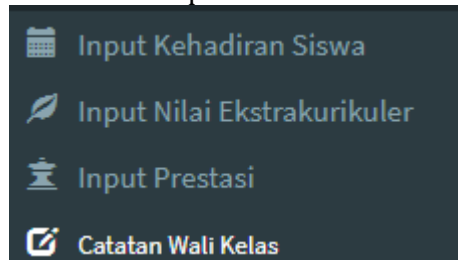 Input Kehadiran Siswa
Input Nilai Ekstrakurikuler
Input Prestasi
Catatan Wali Kelas